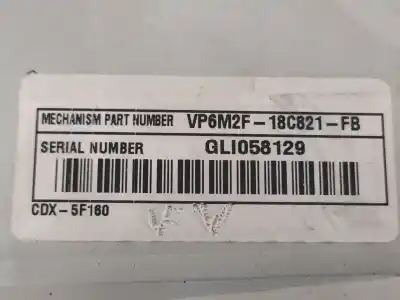 MECHANISM PART NUMBER VP6M2F-18C821-FB
SERIAL NUMBER GLI058129
CDX-5F160